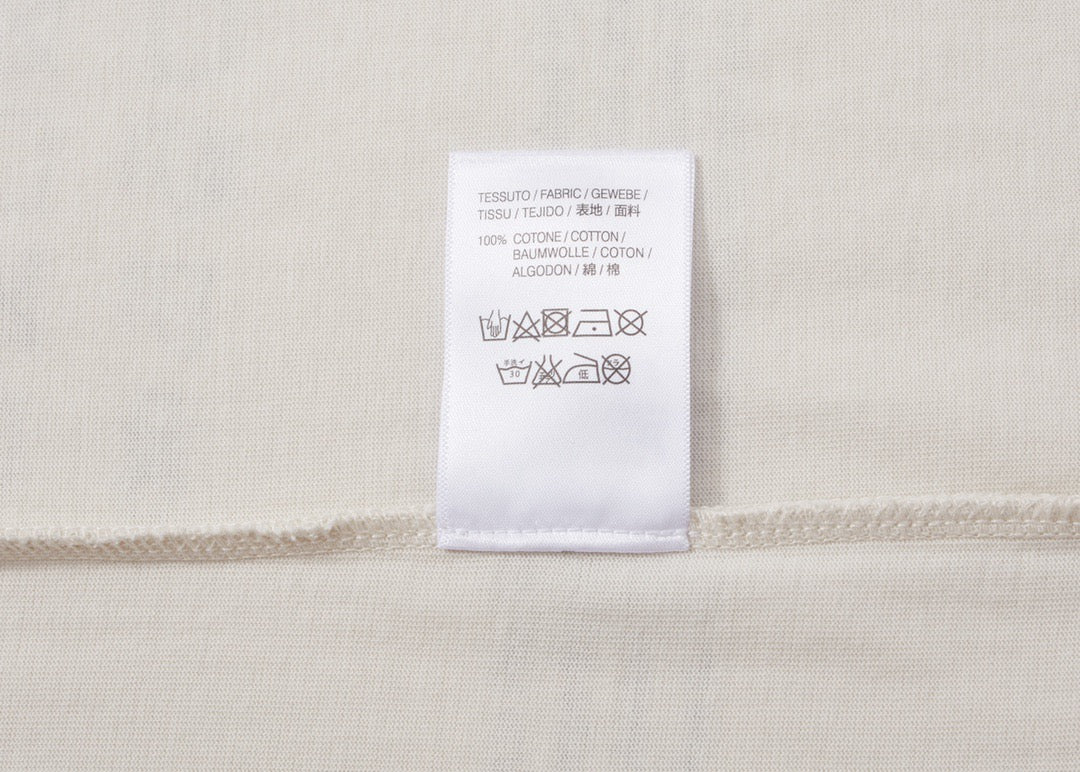 TESSUTO / FABRIC / GEWEBE /
TISSU / TEJIDO / 表地 / 面料
100% COTONE / COTTON /
BAUMWOLLE / COTON /
ALGODON / 綿 / 棉
手洗イ
30
低